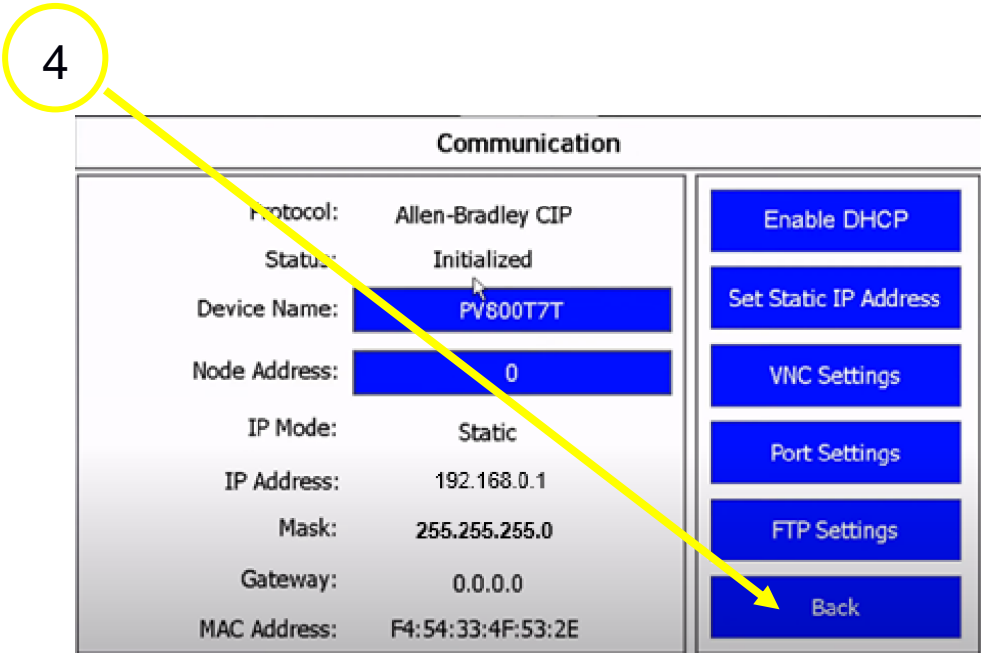 4
Communication
Protocol: Allen-Bradley CIP
Status: Initialized
Device Name: PV800T7T
Node Address: 0
IP Mode: Static
IP Address: 192.168.0.1
Mask: 255.255.255.0
Gateway: 0.0.0.0
MAC Address: F4:54:33:4F:53:2E
Enable DHCP
Set Static IP Address
VNC Settings
Port Settings
FTP Settings
Back